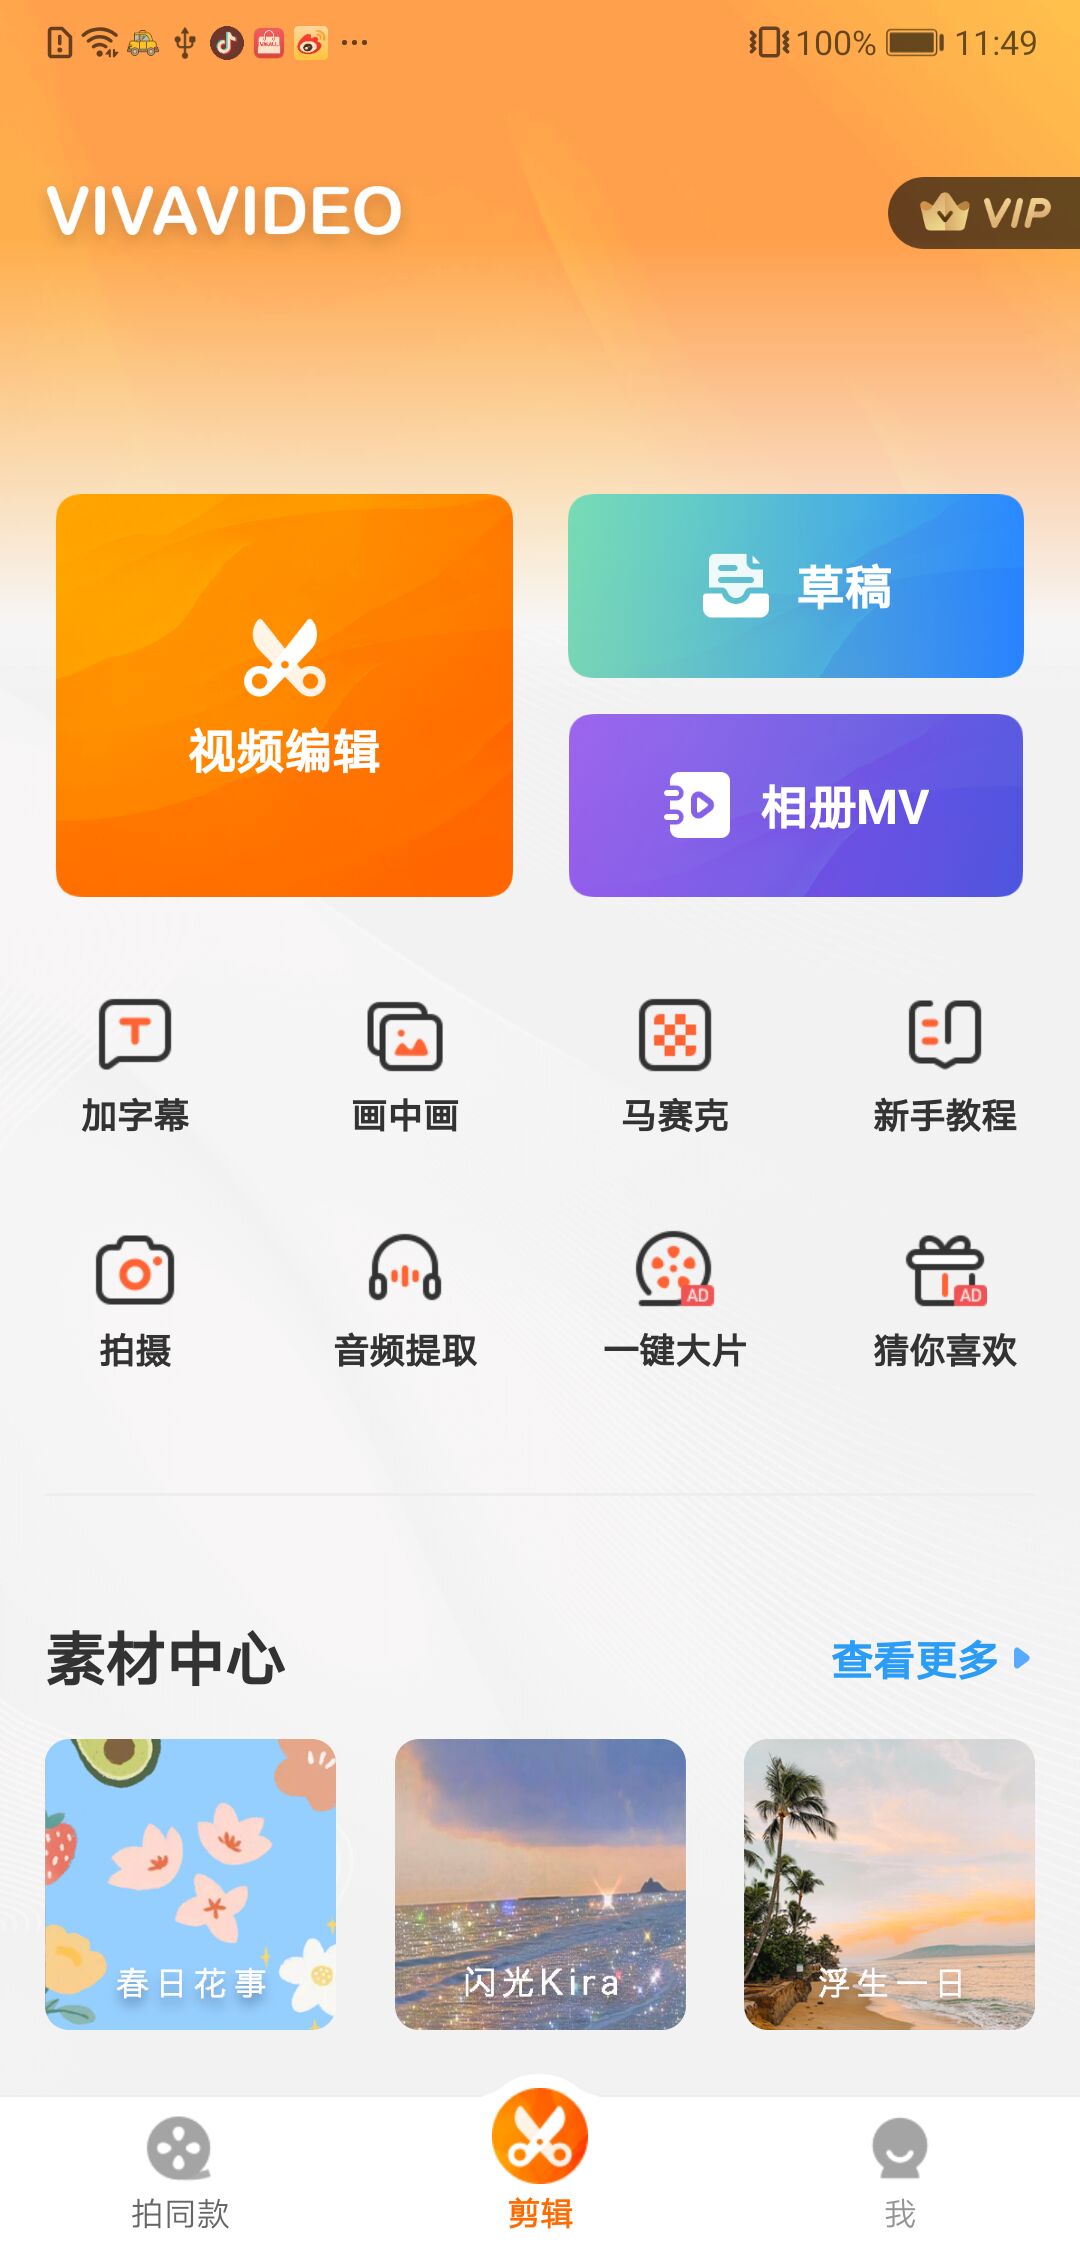 100% 11:49
VIVAVIDEO
VIP
视频编辑
草稿
相册MV
加字幕
画中画
马赛克
新手教程
拍摄
音频提取
AD
一键大片
AD
猜你喜欢
素材中心
查看更多
春日花事
闪光Kira
浮生一日
拍同款
剪辑
我